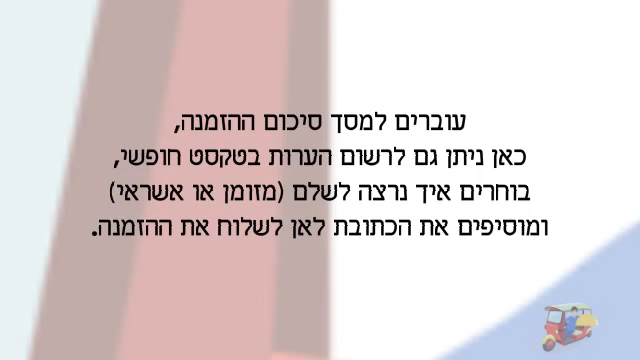 עוברים למסך סיכום ההזמנה,
כאן ניתן גם לרשום הערות בטקסט חופשי,
בוחרים איך נרצה לשלם (מזומן או אשראי)
ומוסיפים את הכתובת לאן לשלוח את ההזמנה.